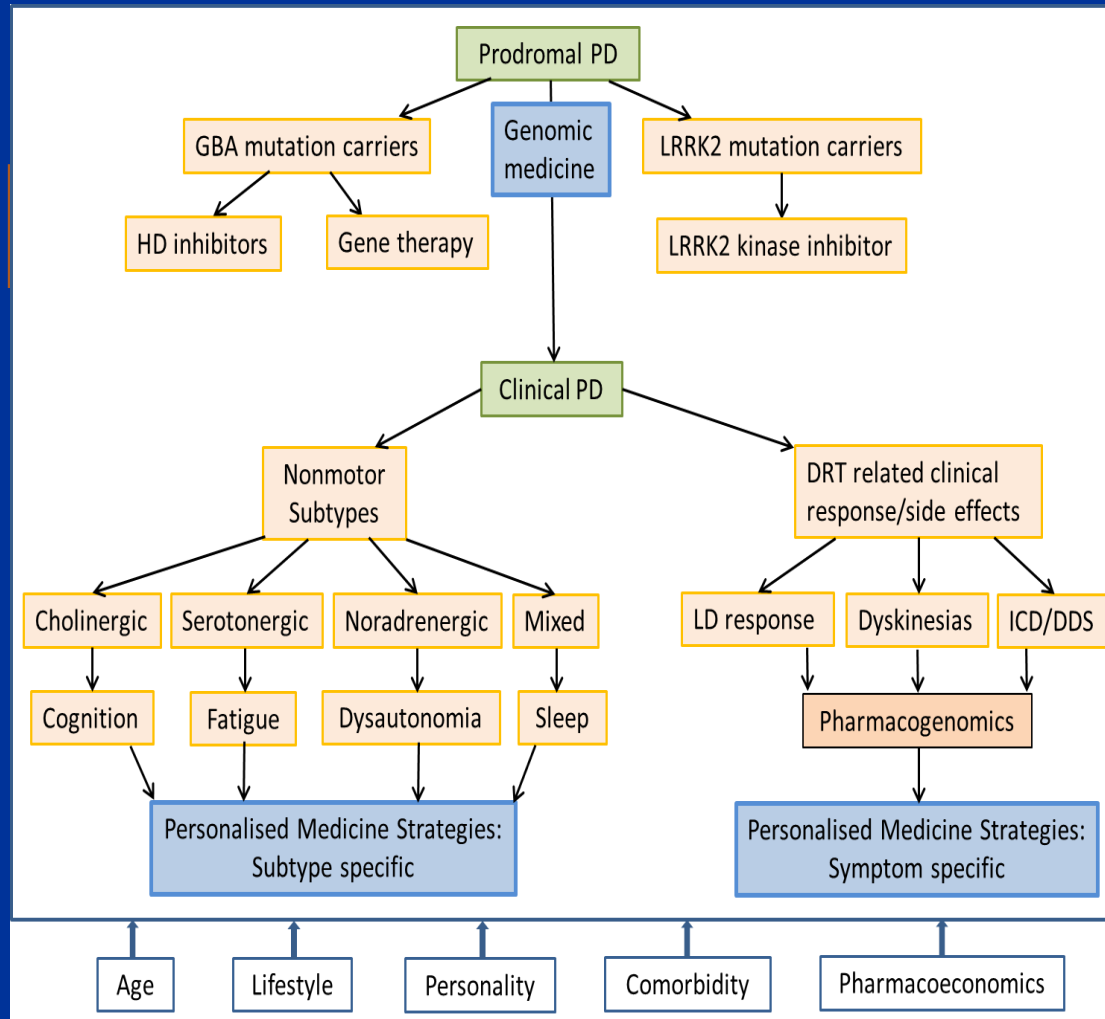 Prodromal PD
GBA mutation carriers
Genomic
medicine
LRRK2 mutation carriers
HD inhibitors
Gene therapy
LRRK2 kinase inhibitor
Clinical PD
Nonmotor
Subtypes
DRT related clinical
response/side effects
Cholinergic
Serotonergic
Noradrenergic
Mixed
LD response
Dyskinesias
ICD/DDS
Cognition
Fatigue
Dysautonomia
Sleep
Pharmacogenomics
Personalised Medicine Strategies:
Subtype specific
Personalised Medicine Strategies:
Symptom specific
Age
Lifestyle
Personality
Comorbidity
Pharmacoeconomics